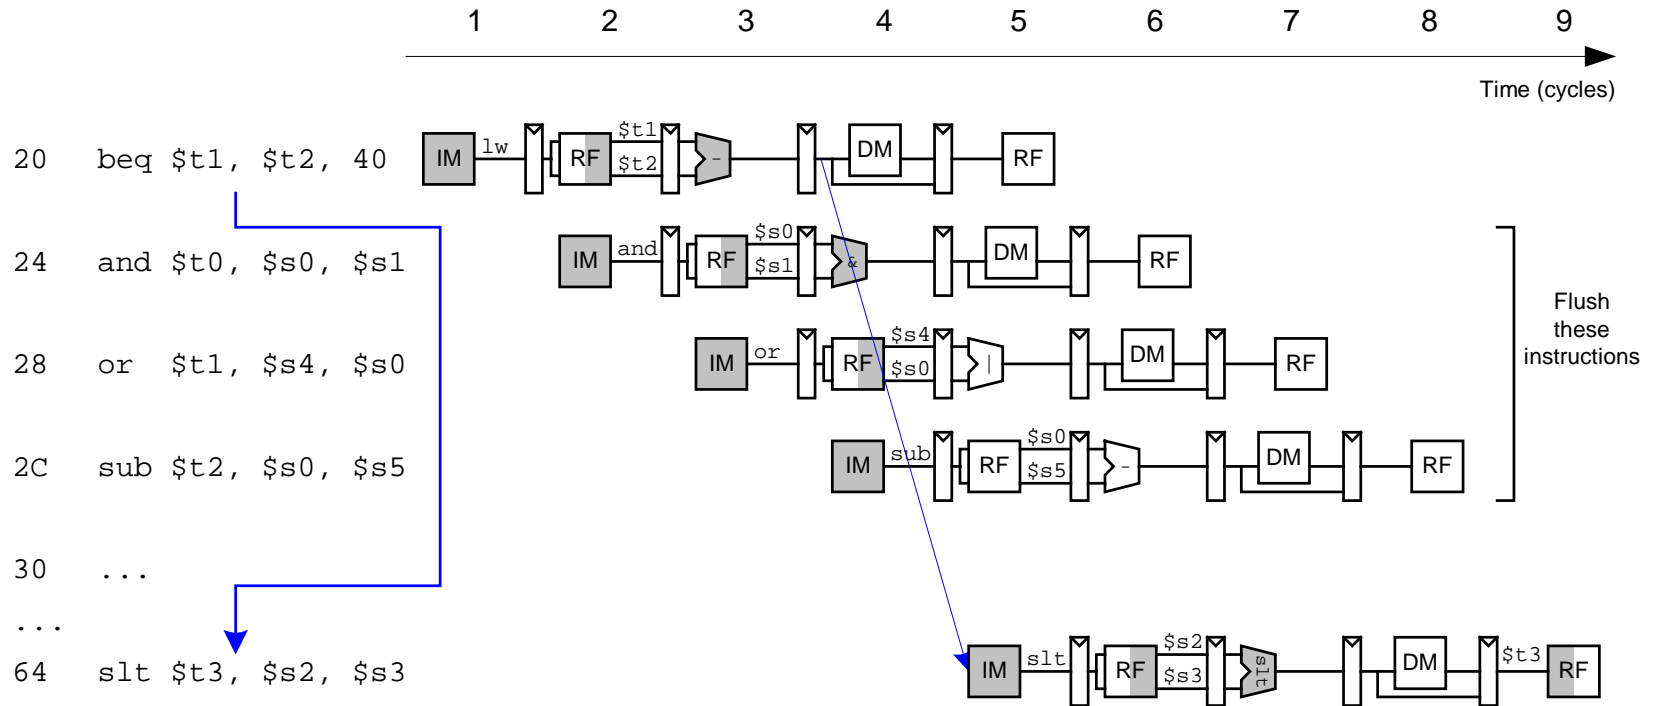 1 2 3 4 5 6 7 8 9
Time (cycles)
20 beq $t1, $t2, 40 IM lw RF $t1 $t2 - DM RF
24 and $t0, $s0, $s1 IM and RF $s0 $s1 & DM RF
28 or $t1, $s4, $s0 IM or RF $s4 $s0 | DM RF
2C sub $t2, $s0, $s5 IM sub RF $s0 $s5 - DM RF
Flush
these
instructions
30 ...
...
64 slt $t3, $s2, $s3 IM slt RF $s2 $s3 slt DM $t3 RF